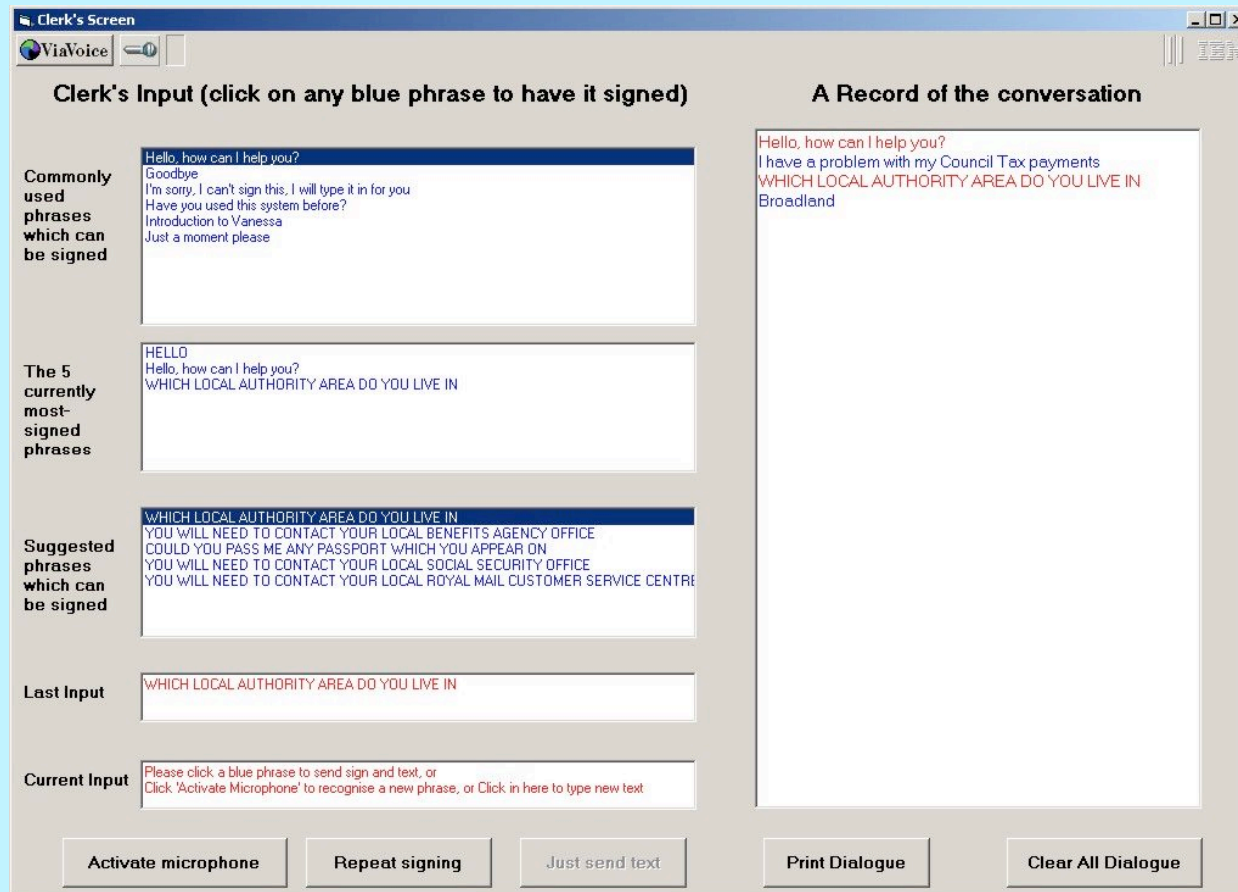 Clerk's Screen
ViaVoice
IBM
Clerk's Input (click on any blue phrase to have it signed)
Commonly
used
phrases
which can
be signed
Hello, how can I help you?
Goodbye
I'm sorry, I can't sign this, I will type it in for you
Have you used this system before?
Introduction to Vanessa
Just a moment please
The 5
currently
most-
signed
phrases
HELLO
Hello, how can I help you?
WHICH LOCAL AUTHORITY AREA DO YOU LIVE IN
Suggested
phrases
which can
be signed
WHICH LOCAL AUTHORITY AREA DO YOU LIVE IN
YOU WILL NEED TO CONTACT YOUR LOCAL BENEFITS AGENCY OFFICE
COULD YOU PASS ME ANY PASSPORT WHICH YOU APPEAR ON
YOU WILL NEED TO CONTACT YOUR LOCAL SOCIAL SECURITY OFFICE
YOU WILL NEED TO CONTACT YOUR LOCAL ROYAL MAIL CUSTOMER SERVICE CENTRE
Last Input
WHICH LOCAL AUTHORITY AREA DO YOU LIVE IN
Current Input
Please click a blue phrase to send sign and text, or
Click 'Activate Microphone' to recognise a new phrase, or Click in here to type new text
Activate microphone
Repeat signing
Just send text
A Record of the conversation
Hello, how can I help you?
I have a problem with my Council Tax payments
WHICH LOCAL AUTHORITY AREA DO YOU LIVE IN
Broadland
Print Dialogue
Clear All Dialogue